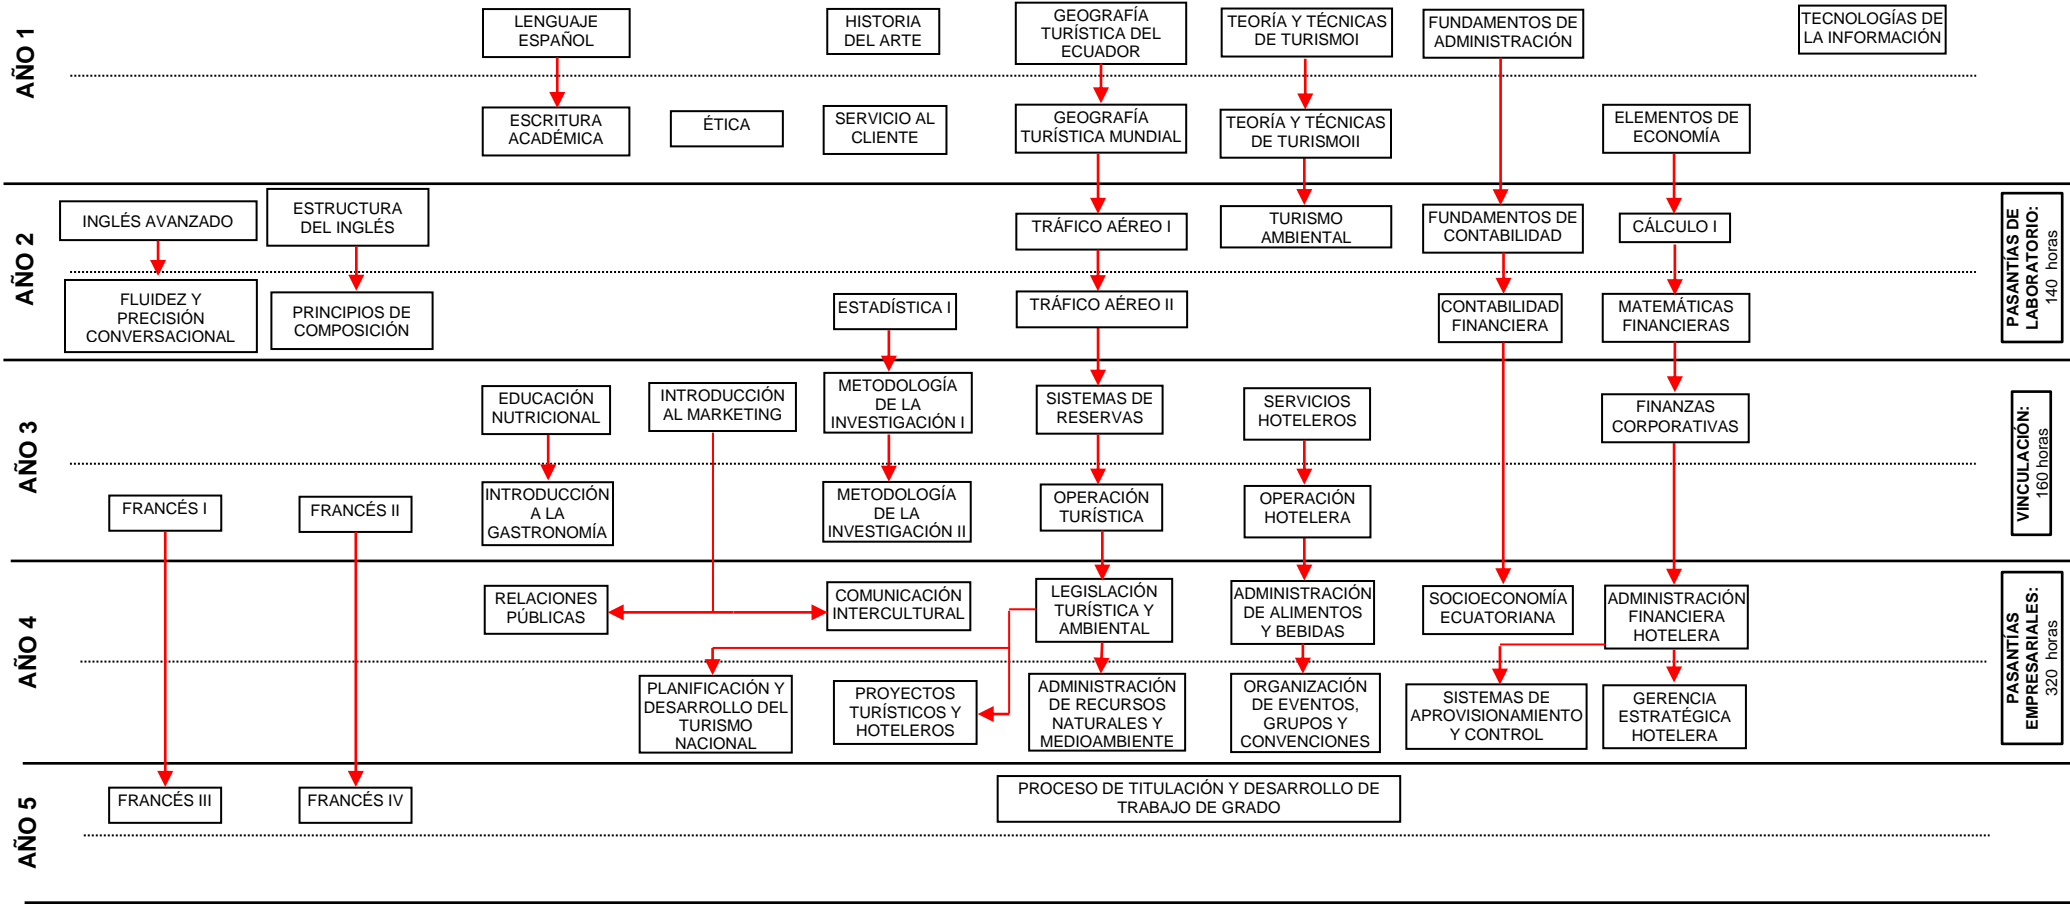 AÑO 1
LENGUAJE
ESPAÑOL
HISTORIA
DEL ARTE
GEOGRAFÍA
TURÍSTICA DEL
ECUADOR
TEORÍA Y TÉCNICAS
DE TURISMOI
FUNDAMENTOS DE
ADMINISTRACIÓN
TECNOLOGÍAS DE
LA INFORMACIÓN
ESCRITURA
ACADÉMICA
ÉTICA
SERVICIO AL
CLIENTE
GEOGRAFÍA
TURÍSTICA MUNDIAL
TEORÍA Y TÉCNICAS
DE TURISMOII
ELEMENTOS DE
ECONOMÍA
AÑO 2
INGLÉS AVANZADO
ESTRUCTURA
DEL INGLÉS
TRÁFICO AÉREO I
TURISMO
AMBIENTAL
FUNDAMENTOS DE
CONTABILIDAD
CÁLCULO I
FLUIDEZ Y
PRECISIÓN
CONVERSACIONAL
PRINCIPIOS DE
COMPOSICIÓN
ESTADÍSTICA I
TRÁFICO AÉREO II
CONTABILIDAD
FINANCIERA
MATEMÁTICAS
FINANCIERAS
PASANTÍAS DE
LABORATORIO:
140 horas
AÑO 3
EDUCACIÓN
NUTRICIONAL
INTRODUCCIÓN
AL MARKETING
METODOLOGÍA
DE LA
INVESTIGACIÓN I
SISTEMAS DE
RESERVAS
SERVICIOS
HOTELEROS
FINANZAS
CORPORATIVAS
FRANCÉS I
FRANCÉS II
INTRODUCCIÓN
A LA
GASTRONOMÍA
METODOLOGÍA
DE LA
INVESTIGACIÓN II
OPERACIÓN
TURÍSTICA
OPERACIÓN
HOTELERA
VINCULACIÓN:
160 horas
AÑO 4
RELACIONES
PÚBLICAS
COMUNICACIÓN
INTERCULTURAL
LEGISLACIÓN
TURÍSTICA Y
AMBIENTAL
ADMINISTRACIÓN
DE ALIMENTOS
Y BEBIDAS
SOCIOECONOMÍA
ECUATORIANA
ADMINISTRACIÓN
FINANCIERA
HOTELERA
PLANIFICACIÓN Y
DESARROLLO DEL
TURISMO
NACIONAL
PROYECTOS
TURÍSTICOS Y
HOTELEROS
ADMINISTRACIÓN
DE RECURSOS
NATURALES Y
MEDIOAMBIENTE
ORGANIZACIÓN
DE EVENTOS,
GRUPOS Y
CONVENCIONES
SISTEMAS DE
APROVISIONAMIENTO
Y CONTROL
GERENCIA
ESTRATÉGICA
HOTELERA
PASANTÍAS
EMPRESARIALES:
320 horas
AÑO 5
FRANCÉS III
FRANCÉS IV
PROCESO DE TITULACIÓN Y DESARROLLO DE
TRABAJO DE GRADO